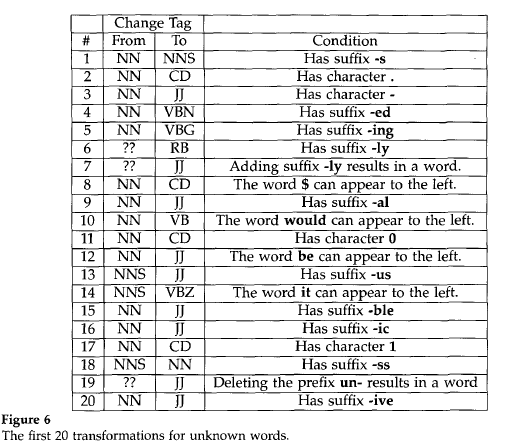 Change Tag
# From To Condition
1 NN NNS Has suffix -s
2 NN CD Has character .
3 NN JJ Has character -
4 NN VBN Has suffix -ed
5 NN VBG Has suffix -ing
6 ?? RB Has suffix -ly
7 ?? JJ Adding suffix -ly results in a word.
8 NN CD The word $ can appear to the left.
9 NN JJ Has suffix -al
10 NN VB The word would can appear to the left.
11 NN CD Has character 0
12 NN JJ The word be can appear to the left.
13 NNS JJ Has suffix -us
14 NNS VBZ The word it can appear to the left.
15 NN JJ Has suffix -ble
16 NN JJ Has suffix -ic
17 NN CD Has character 1
18 NNS NN Has suffix -ss
19 ?? JJ Deleting the prefix un- results in a word
20 NN JJ Has suffix -ive
Figure 6
The first 20 transformations for unknown words.